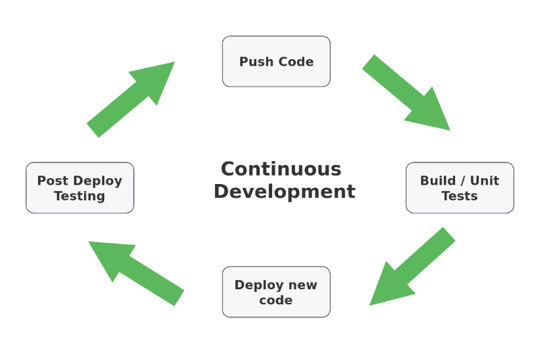 Push Code
Post Deploy
Testing
Continuous
Development
Build / Unit
Tests
Deploy new
code